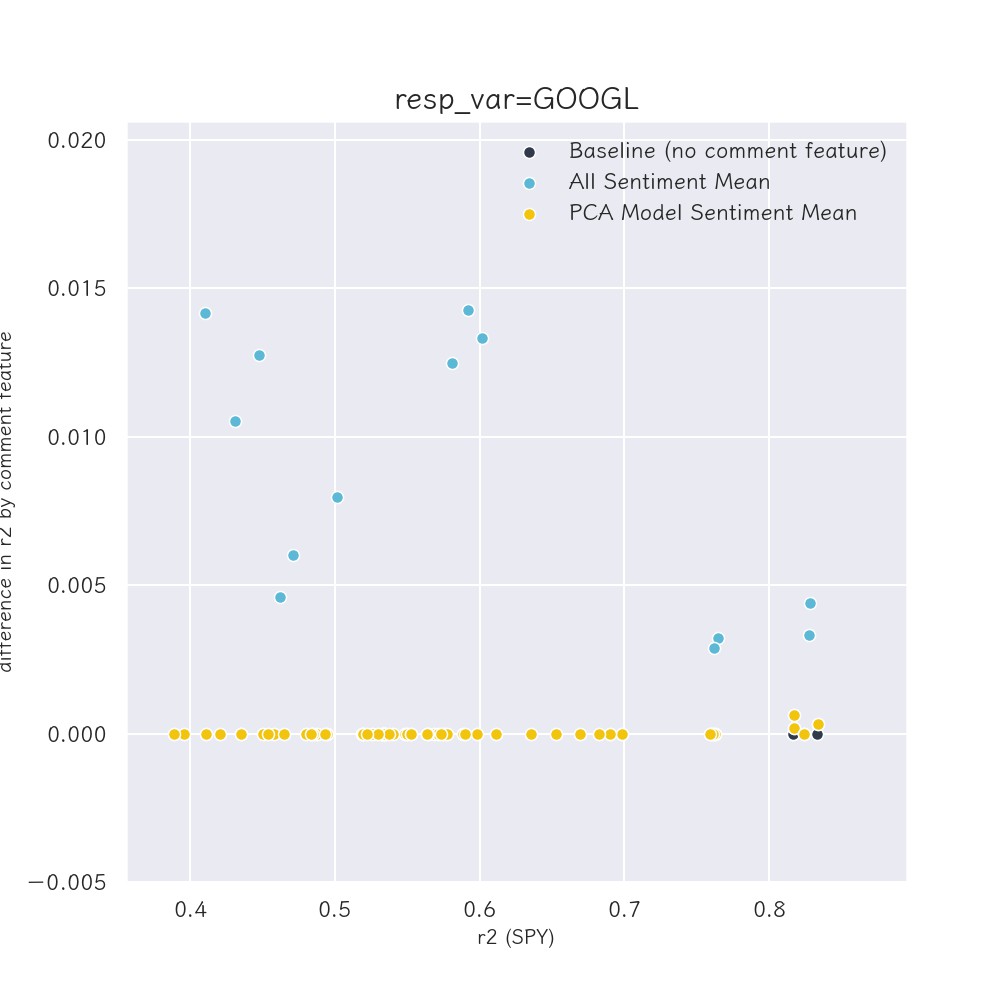 resp_var=GOOGL
Baseline (no comment feature)
All Sentiment Mean
PCA Model Sentiment Mean
0.020
0.015
0.010
0.005
0.000
−0.005
difference in r2 by comment feature
0.4
0.5
0.6
0.7
0.8
r2 (SPY)